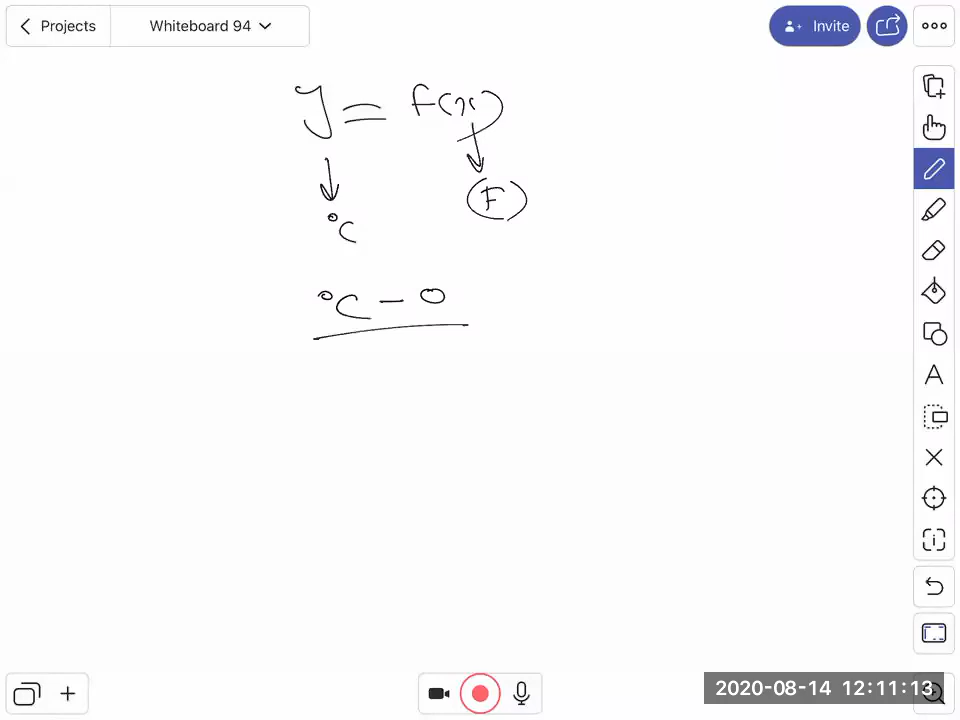 Projects
Whiteboard 94
Invite
y = f(x)
°C
F
°C - 0
A
2020-08-14 12:11:13